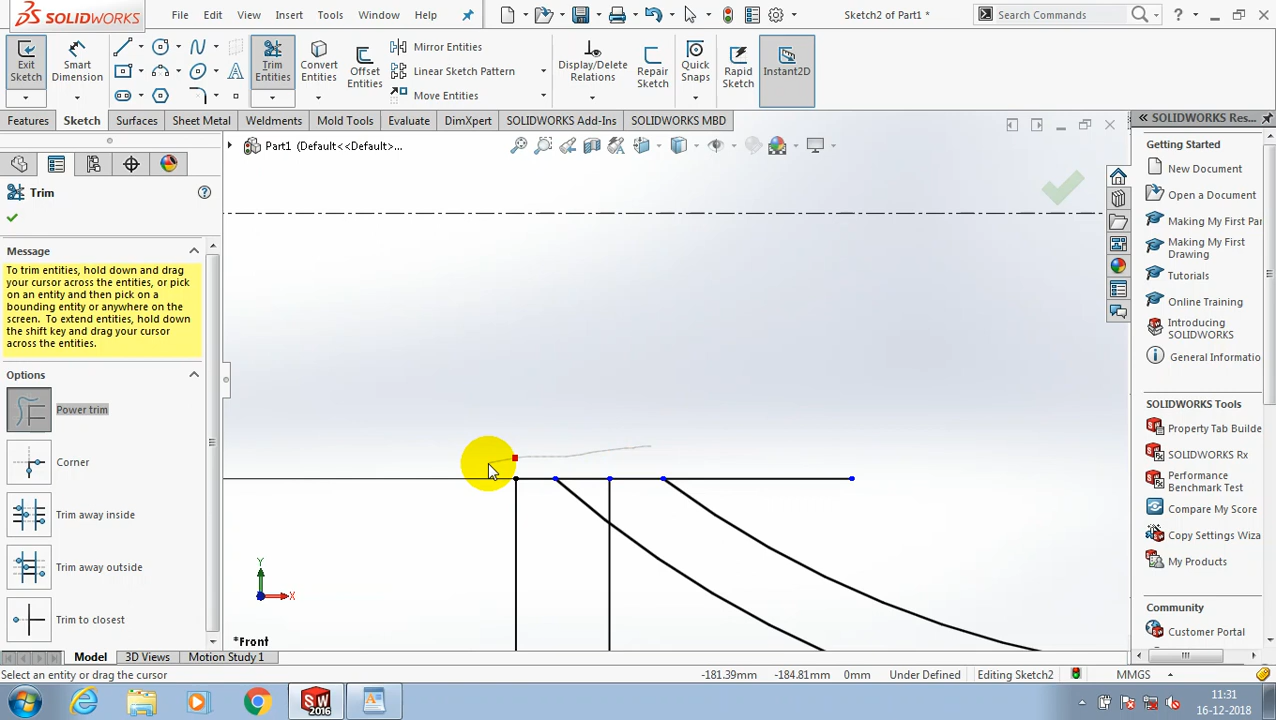 SOLIDWORKS
File Edit View Insert Tools Window Help
Sketch2 of Part1 *
Search Commands
Exit Sketch
Smart Dimension
Trim Entities
Convert Entities
Offset Entities
Mirror Entities
Linear Sketch Pattern
Move Entities
Display/Delete Relations
Repair Sketch
Quick Snaps
Rapid Sketch
Instant2D
Features Sketch Surfaces Sheet Metal Weldments Mold Tools Evaluate DimXpert SOLIDWORKS Add-Ins SOLIDWORKS MBD
Part1 (Default<<Default>...
Trim
Message
To trim entities, hold down and drag
your cursor across the entities, or pick
on an entity and then pick on a
bounding entity or anywhere on the
screen. To extend entities, hold down
the shift key and drag your cursor
across the entities.
Options
Power trim
Corner
Trim away inside
Trim away outside
Trim to closest
Y
X
*Front
SOLIDWORKS Res...
Getting Started
New Document
Open a Document
Making My First Par
Making My First
Drawing
Tutorials
Online Training
Introducing
SOLIDWORKS
General Informatio
SOLIDWORKS Tools
Property Tab Builde
SOLIDWORKS Rx
Performance
Benchmark Test
Compare My Score
Copy Settings Wiza
My Products
Community
Customer Portal
Model 3D Views Motion Study 1
Select an entity or drag the cursor
-181.39mm -184.81mm 0mm Under Defined Editing Sketch2 MMGS
SW 2016
11:31
16-12-2018